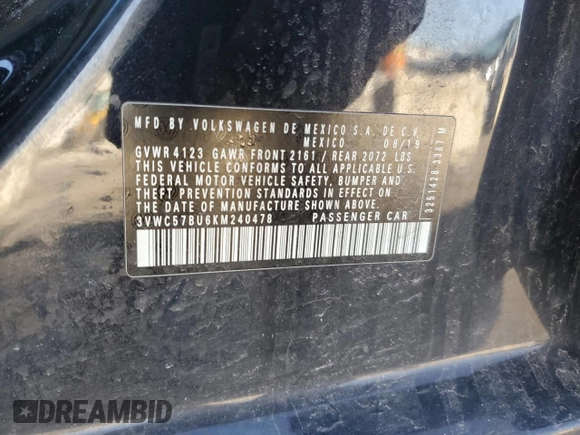 MFD BY VOLKSWAGEN DE MEXICO S.A. DE C.V.
MEXICO 08/19
GVWR 4123 GAWR FRONT 2161 / REAR 2072 LBS
THIS VEHICLE CONFORMS TO ALL APPLICABLE U.S.
FEDERAL MOTOR VEHICLE SAFETY, BUMPER AND
THEFT PREVENTION STANDARDS IN EFFECT ON
THE DATE OF MANUFACTURE SHOWN ABOVE.
3VWC57BU6KM240478 PASSENGER CAR
3251428 3387 M
DREAMBID